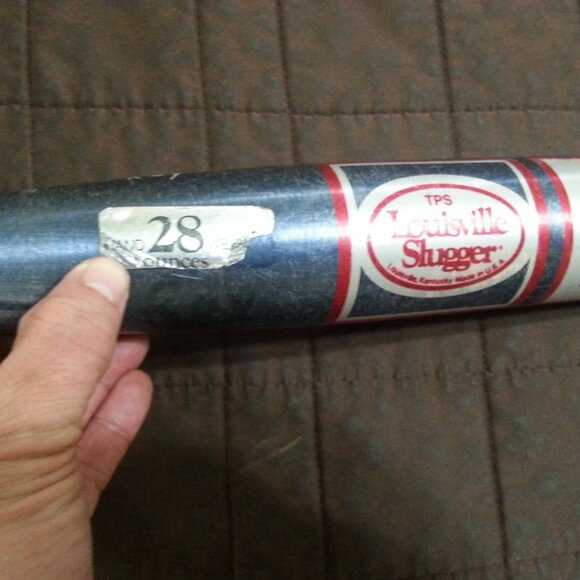 28
ounces
TPS
Louisville
Slugger®
Louisville, Kentucky Made in U.S.A.